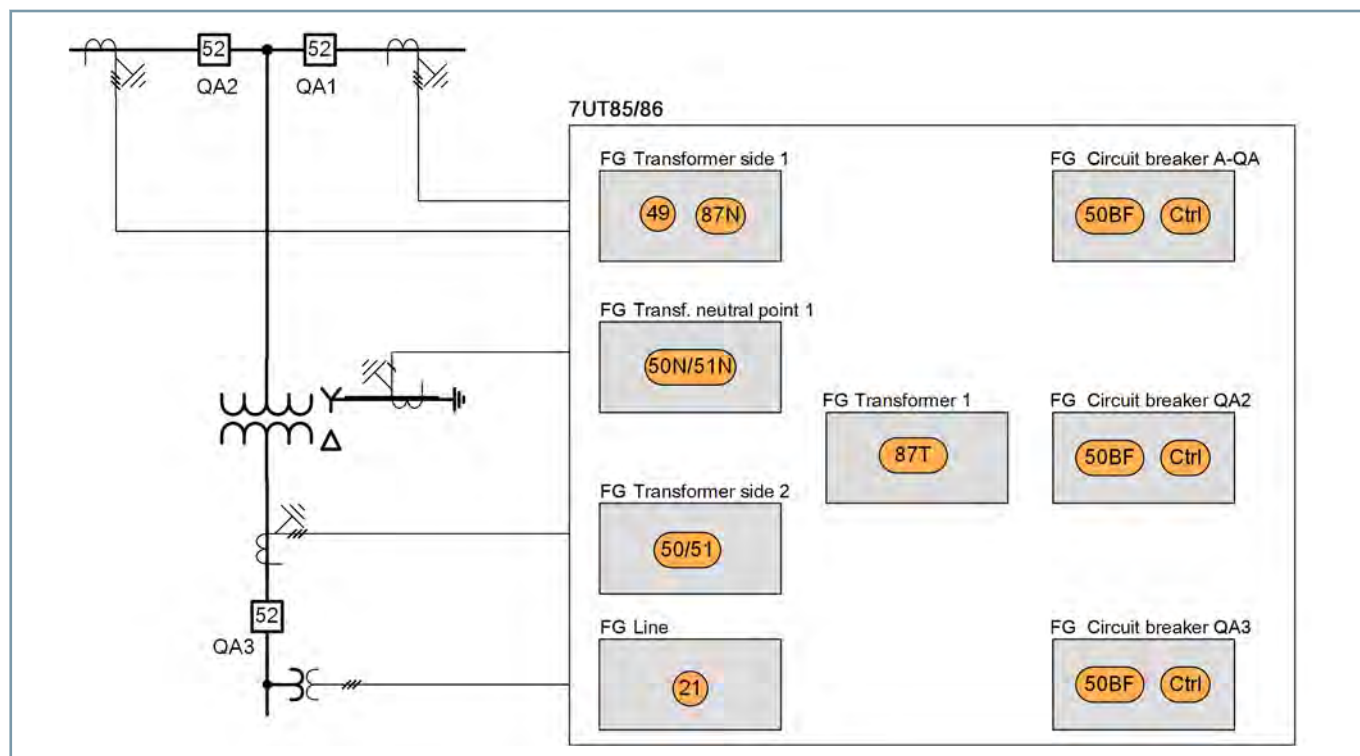 52
52
QA2
QA1
7UT85/86
FG Transformer side 1
49
87N
FG Circuit breaker A-QA
50BF
Ctrl
FG Transf. neutral point 1
50N/51N
Y
Δ
FG Transformer 1
87T
FG Circuit breaker QA2
50BF
Ctrl
FG Transformer side 2
50/51
52
QA3
FG Line
21
FG Circuit breaker QA3
50BF
Ctrl